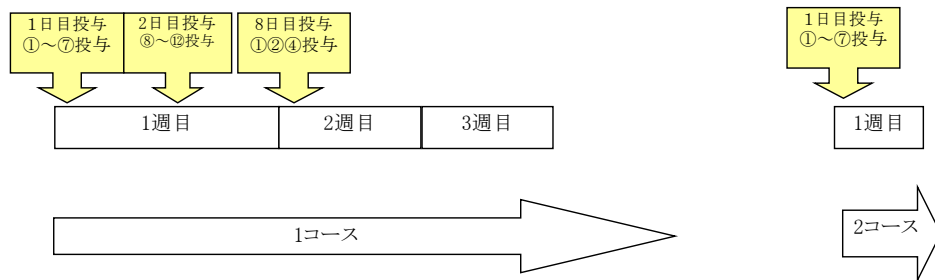 1日目投与
①～⑦投与
2日目投与
⑧～⑫投与
8日目投与
①②④投与
1日目投与
①～⑦投与
1週目
2週目
3週目
1週目
1コース
2コース